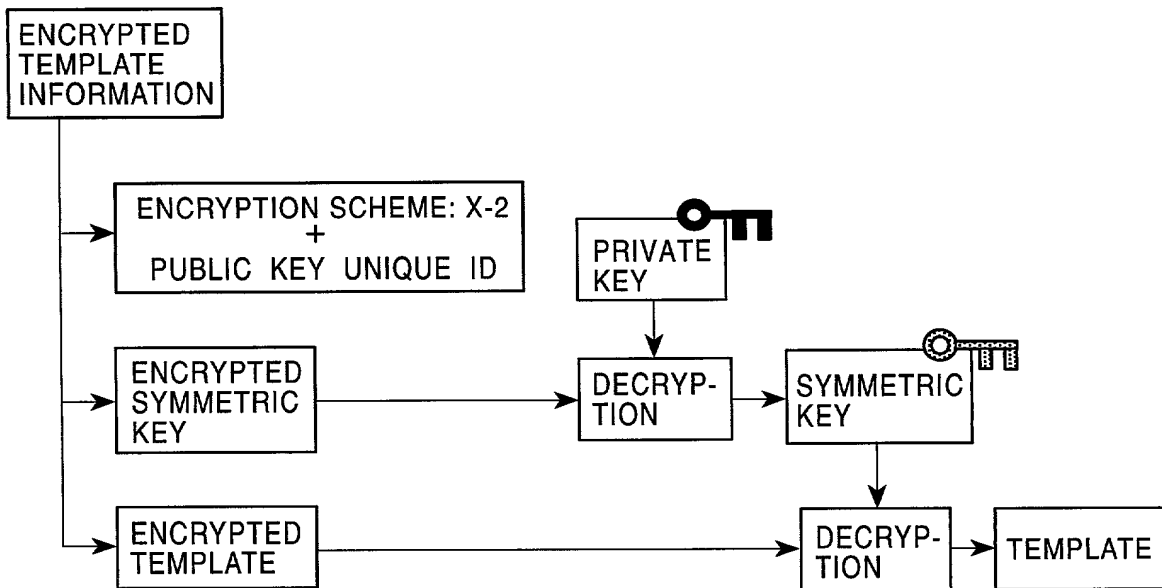 ENCRYPTED
TEMPLATE
INFORMATION
ENCRYPTION SCHEME: X-2
+
PUBLIC KEY UNIQUE ID
PRIVATE
KEY
ENCRYPTED
SYMMETRIC
KEY
DECRYP-
TION
SYMMETRIC
KEY
ENCRYPTED
TEMPLATE
DECRYP-
TION
TEMPLATE